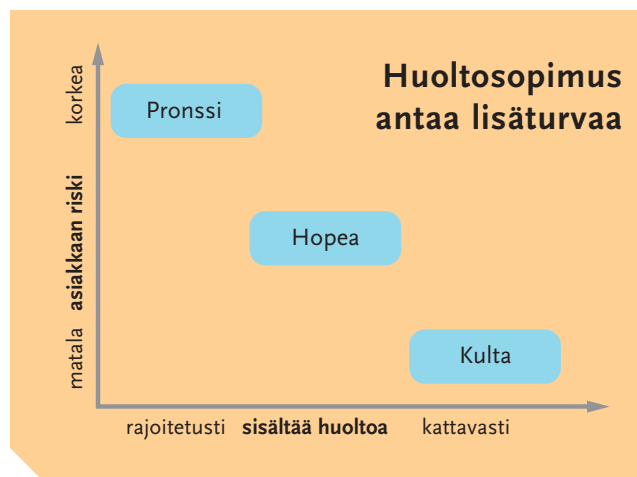 Huoltosopimus
antaa lisäturvaa
korkea
asiakkaan riski
matala
Pronssi
Hopea
Kulta
rajoitetusti sisältää huoltoa kattavasti